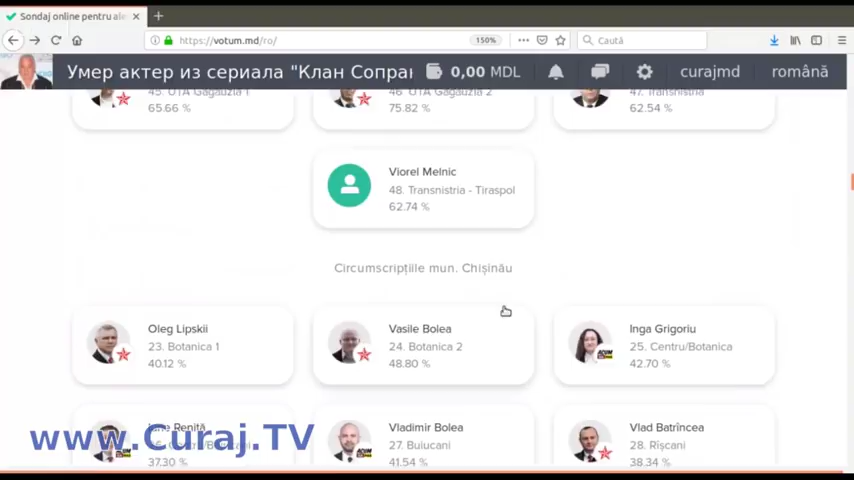 Sondaj online pentru ale
https://votum.md/ro/
150%
Caută
Умер актер из сериала "Клан Сопран
0,00 MDL
curajmd
română
45. UTA Gagauzia 1
46 UTA Gagauzia 2
47. Transnistria
65.66 %
75.82 %
62.54 %
Viorel Melnic
48. Transnistria - Tiraspol
62.74 %
Circumscripțiile mun. Chișinău
Oleg Lipskii
23. Botanica 1
40.12 %
Vasile Bolea
24. Botanica 2
48.80 %
Inga Grigoriu
25. Centru/Botanica
42.70 %
Reniță
37.30 %
Vladimir Bolea
27. Buiucani
41.54 %
Vlad Batrîncea
28. Rîșcani
38.34 %
www.Curaj.TV